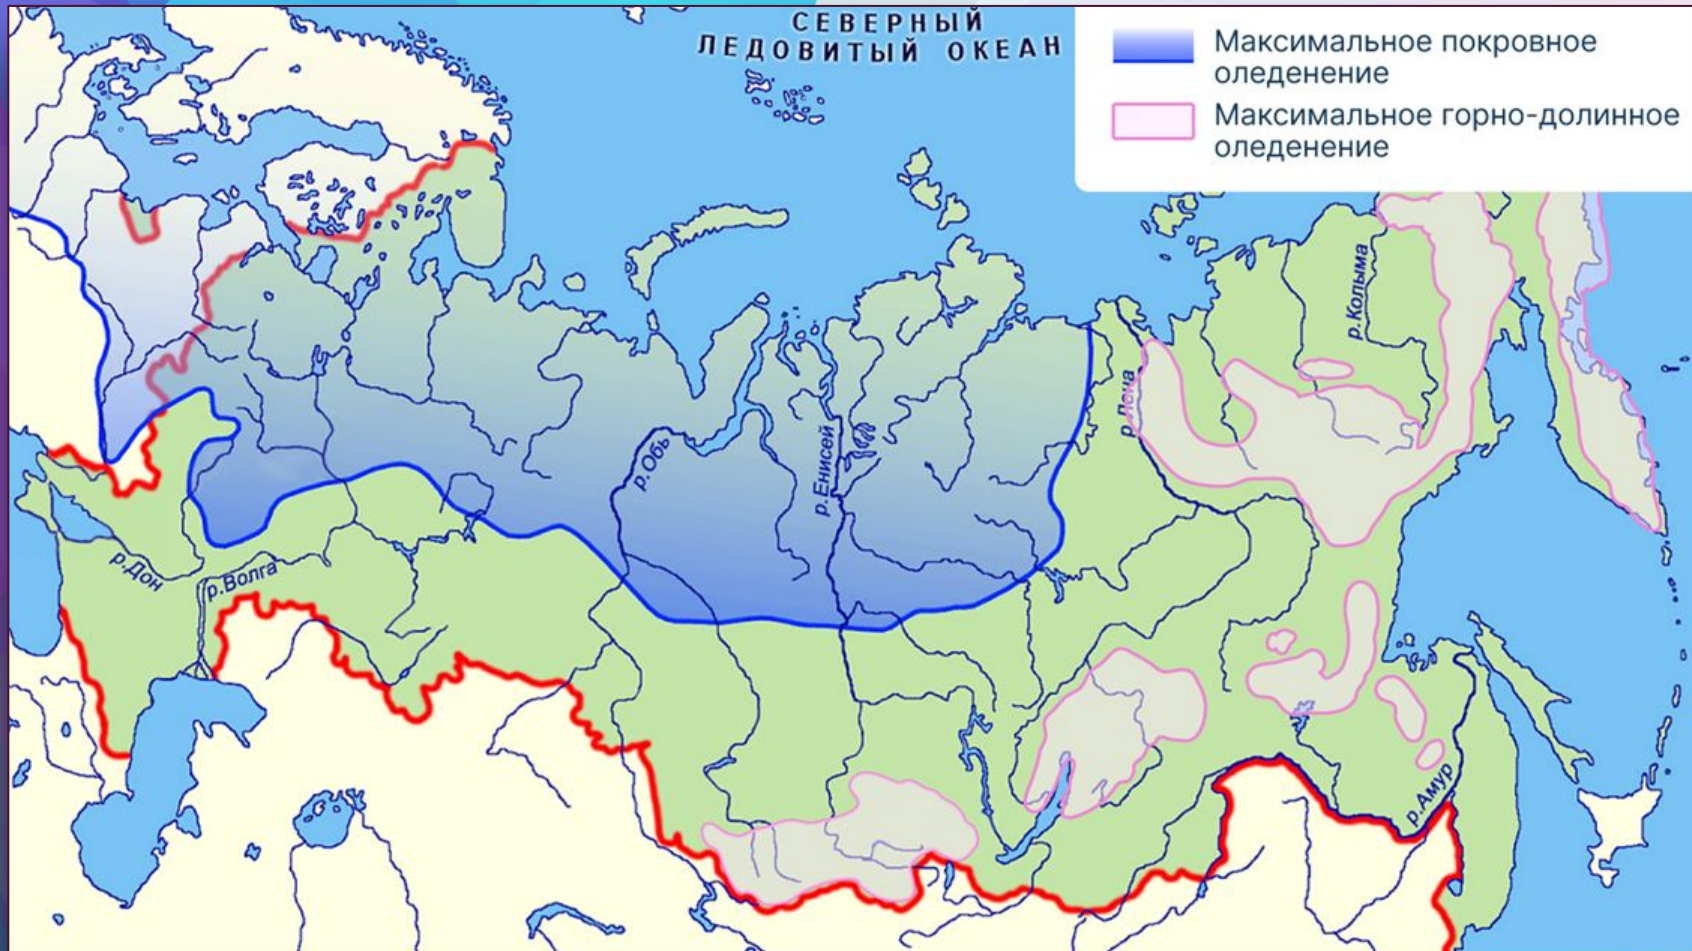 СЕВЕРНЫЙ
ЛЕДОВИТЫЙ ОКЕАН
Максимальное покровное
оледенение
Максимальное горно-долинное
оледенение
р.Колыма
р.Лена
р.Обь
р.Енисей
р.Дон
р.Волга
р.Амур